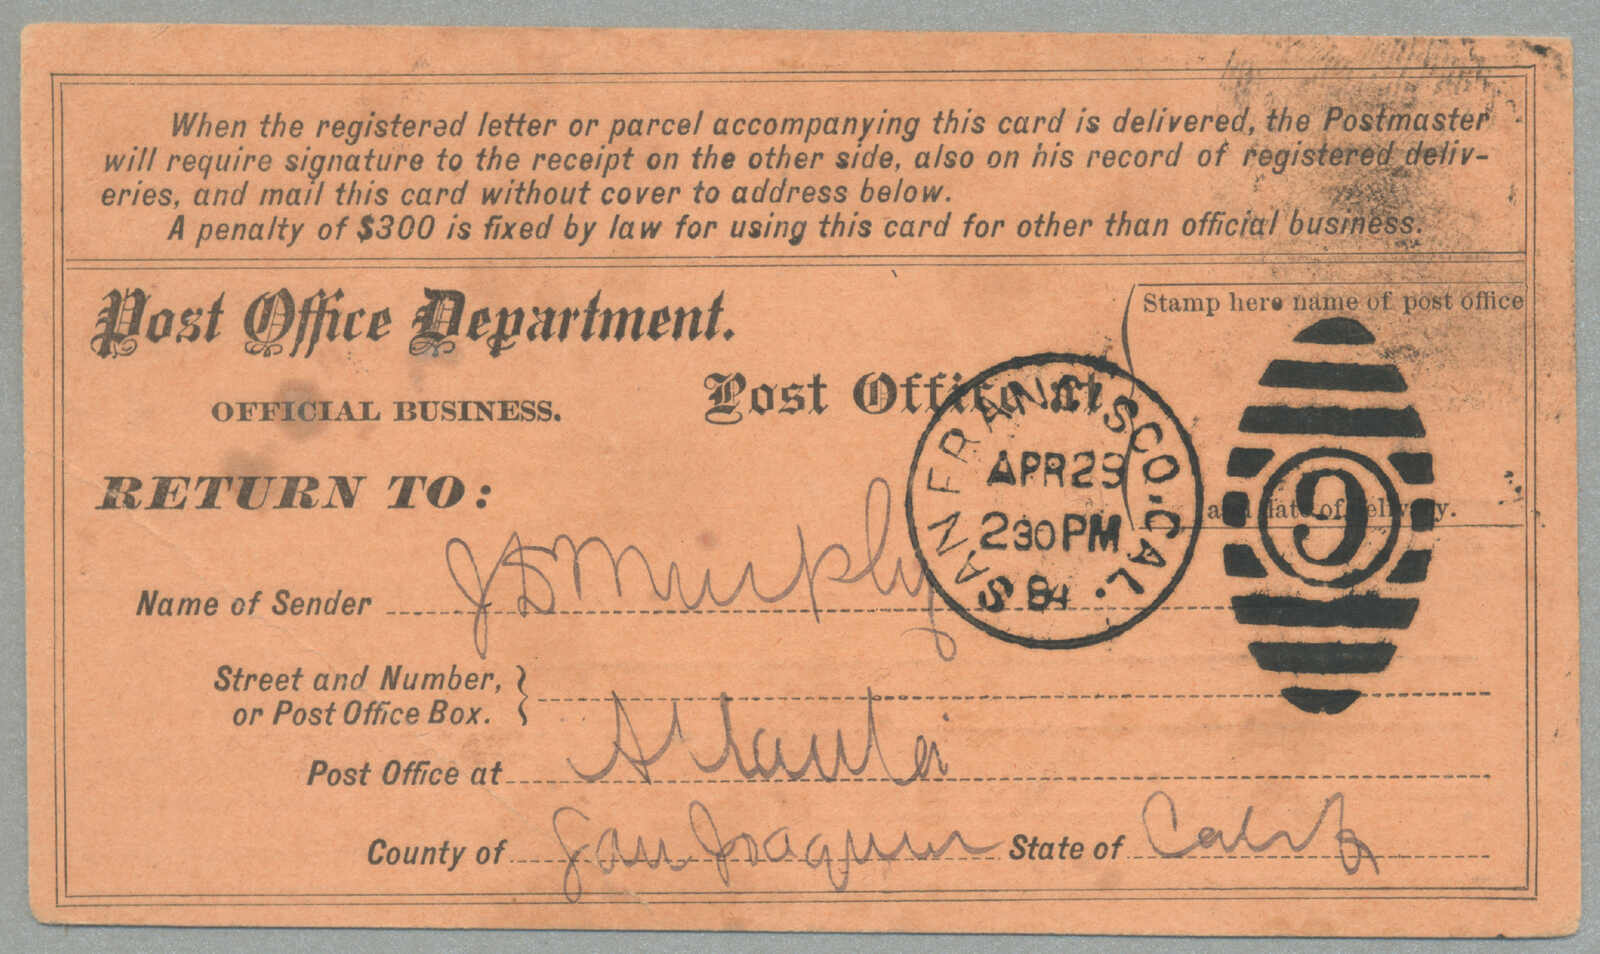 When the registered letter or parcel accompanying this card is delivered, the Postmaster
will require signature to the receipt on the other side, also on his record of registered deliv-
eries, and mail this card without cover to address below.
A penalty of $300 is fixed by law for using this card for other than official business.
Post Office Department.
OFFICIAL BUSINESS.
Stamp here name of post office
and date of delivery.
Post Office at
SAN FRANCISCO. CAL.
APR 29
230 PM
84
9
RETURN TO:
Name of Sender J D Murphy
Street and Number,
or Post Office Box.
Post Office at Atlanta
County of San Joaquin State of Calif